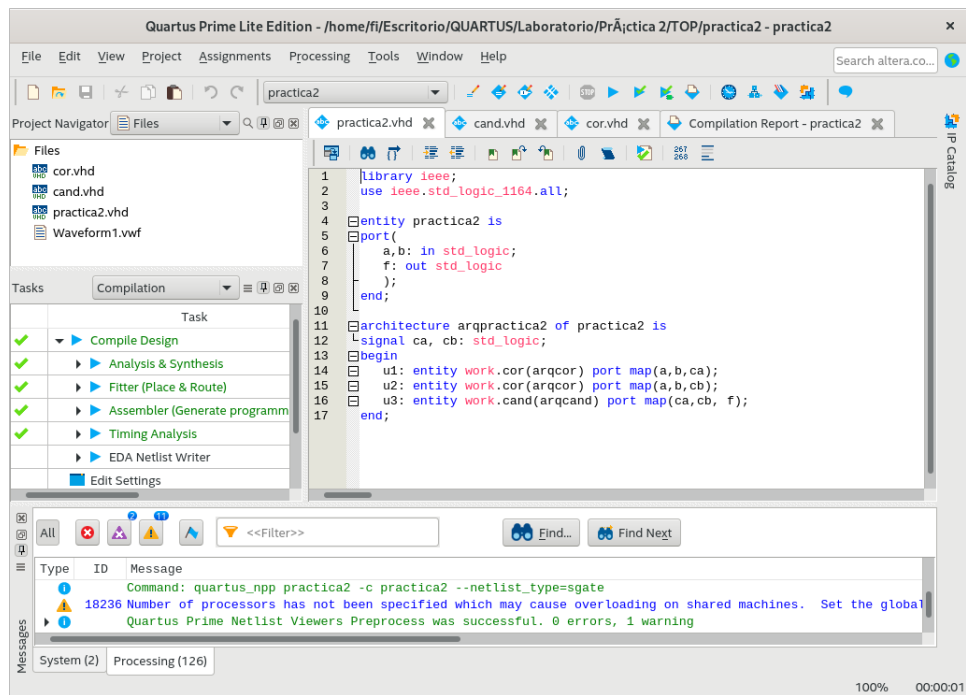 Quartus Prime Lite Edition - /home/fi/Escritorio/QUARTUS/Laboratorio/PrÃ¡ctica 2/TOP/practica2 - practica2
File Edit View Project Assignments Processing Tools Window Help
Search altera.co...
practica2
Project Navigator Files
practica2.vhd cand.vhd cor.vhd Compilation Report - practica2
IP Catalog
Files
cor.vhd
cand.vhd
practica2.vhd
Waveform1.vwf
267
268
1 library ieee;
2 use ieee.std_logic_1164.all;
3
4 entity practica2 is
5 port(
6 a,b: in std_logic;
7 f: out std_logic
8 );
9 end;
10
11 architecture arqpractica2 of practica2 is
12 signal ca, cb: std_logic;
13 begin
14 u1: entity work.cor(arqcor) port map(a,b,ca);
15 u2: entity work.cor(arqcor) port map(a,b,cb);
16 u3: entity work.cand(arqcand) port map(ca,cb, f);
17 end;
Tasks Compilation
Task
Compile Design
Analysis & Synthesis
Fitter (Place & Route)
Assembler (Generate programm
Timing Analysis
EDA Netlist Writer
Edit Settings
All 2 11 <<Filter>> Find... Find Next
Type ID Message
Command: quartus_npp practica2 -c practica2 --netlist_type=sgate
18236 Number of processors has not been specified which may cause overloading on shared machines. Set the global
Quartus Prime Netlist Viewers Preprocess was successful. 0 errors, 1 warning
Messages
System (2) Processing (126)
100% 00:00:01